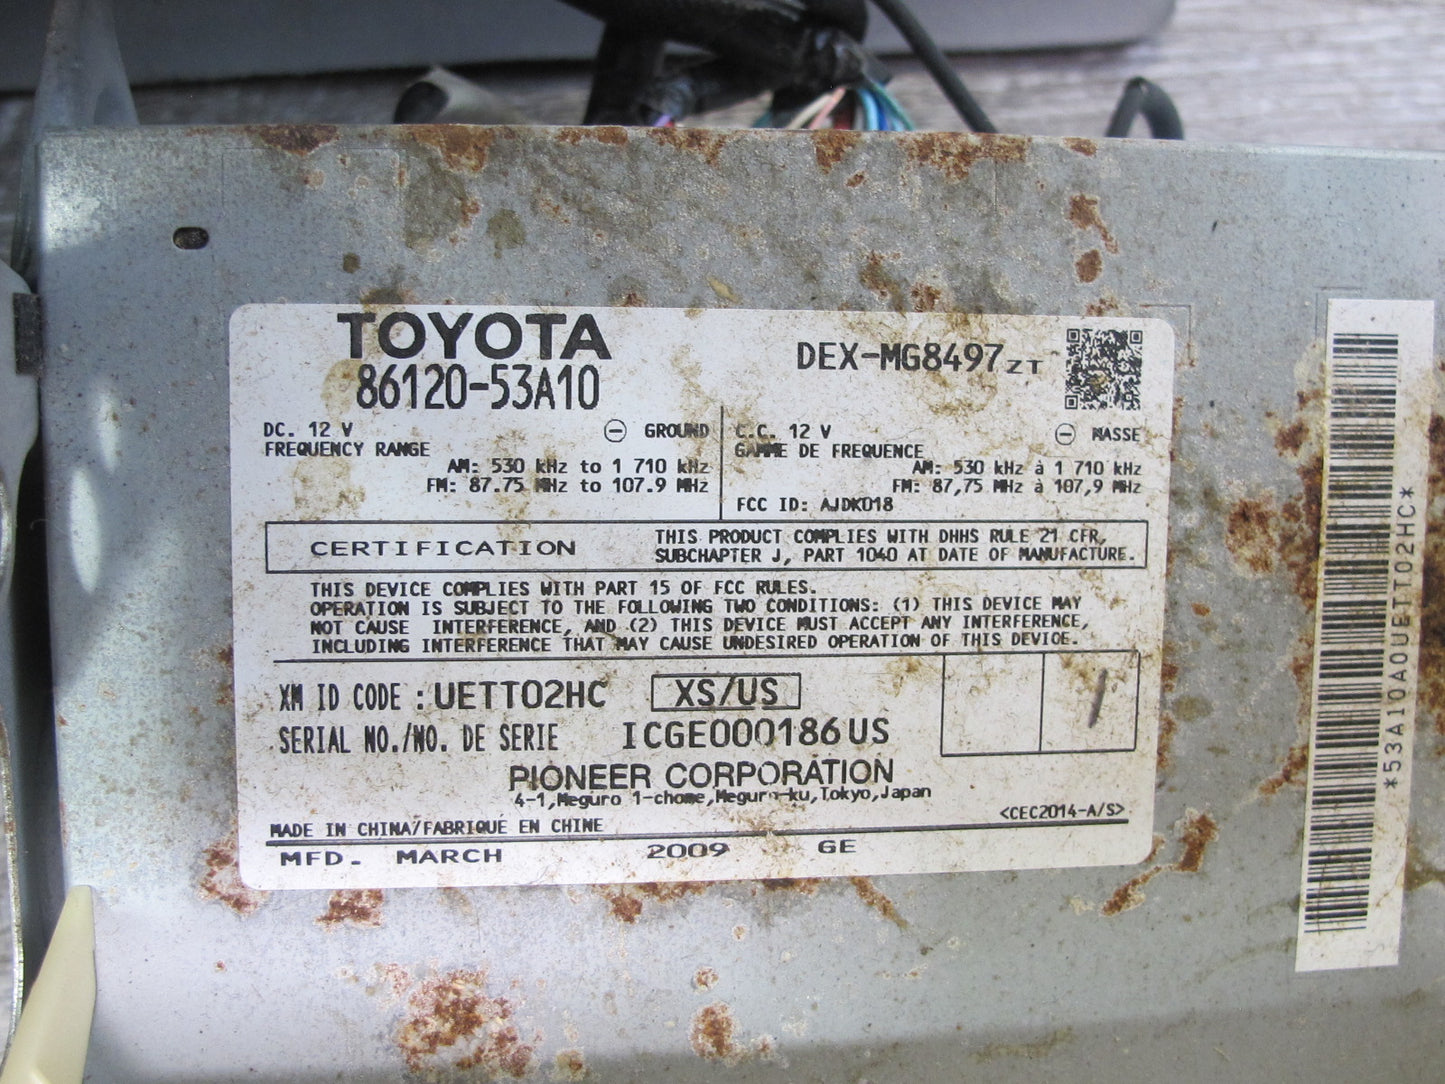 TOYOTA
86120-53A10
DEX-MG8497ZT
DC. 12 V ⊖ GROUND
FREQUENCY RANGE
AM: 530 kHz to 1 710 kHz
FM: 87.75 MHz to 107.9 MHz
C.C. 12 V ⊖ MASSE
GAMME DE FREQUENCE
AM: 530 kHz à 1 710 kHz
FM: 87,75 MHz à 107,9 MHz
FCC ID: AJDK018
CERTIFICATION
THIS PRODUCT COMPLIES WITH DHHS RULE 21 CFR,
SUBCHAPTER J, PART 1040 AT DATE OF MANUFACTURE.
THIS DEVICE COMPLIES WITH PART 15 OF FCC RULES.
OPERATION IS SUBJECT TO THE FOLLOWING TWO CONDITIONS: (1) THIS DEVICE MAY
NOT CAUSE INTERFERENCE, AND (2) THIS DEVICE MUST ACCEPT ANY INTERFERENCE,
INCLUDING INTERFERENCE THAT MAY CAUSE UNDESIRED OPERATION OF THIS DEVICE.
XM ID CODE : UETT02HC XS/US
SERIAL NO./NO. DE SERIE ICGE000186US
PIONEER CORPORATION
4-1,Meguro 1-chome,Meguro-ku,Tokyo,Japan
<CEC2014-A/S>
MADE IN CHINA/FABRIQUE EN CHINE
MFD. MARCH 2009 GE
*53A10A0UETT02HC*